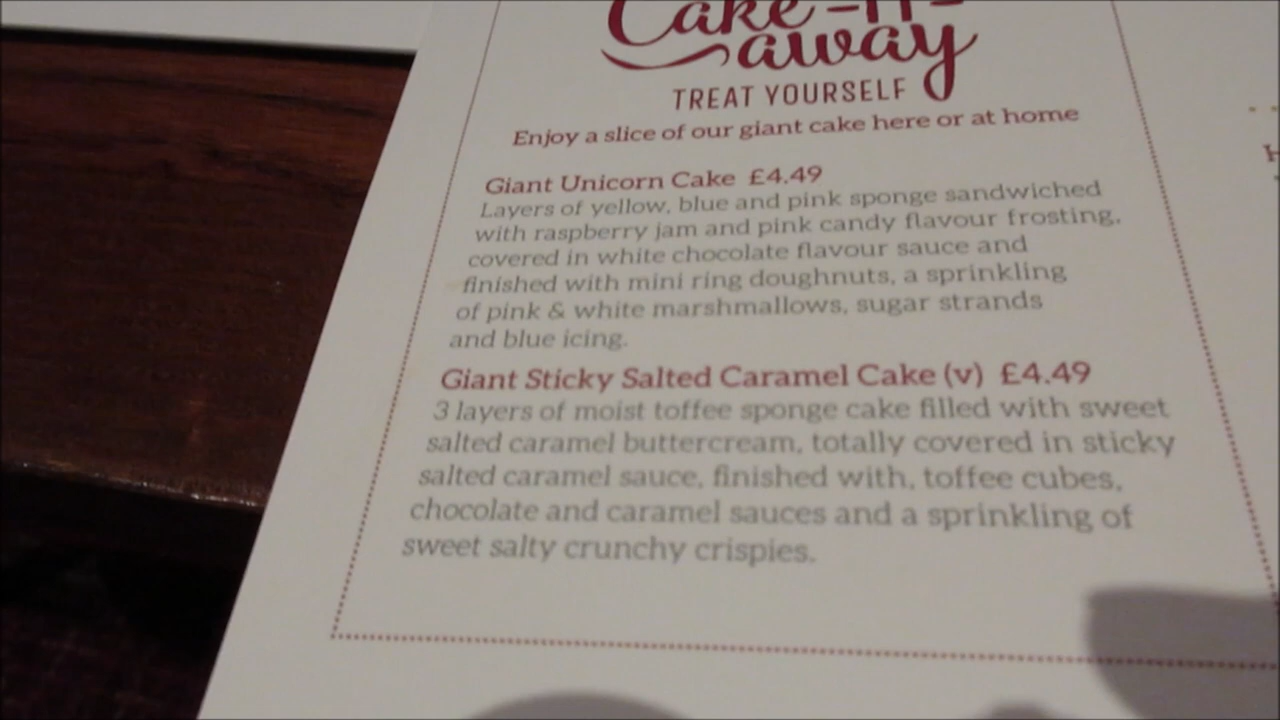 Cake-n-
away
TREAT YOURSELF
Enjoy a slice of our giant cake here or at home
Giant Unicorn Cake £4.49
Layers of yellow, blue and pink sponge sandwiched
with raspberry jam and pink candy flavour frosting,
covered in white chocolate flavour sauce and
finished with mini ring doughnuts, a sprinkling
of pink & white marshmallows, sugar strands
and blue icing.
Giant Sticky Salted Caramel Cake (v) £4.49
3 layers of moist toffee sponge cake filled with sweet
salted caramel buttercream, totally covered in sticky
salted caramel sauce, finished with, toffee cubes,
chocolate and caramel sauces and a sprinkling of
sweet salty crunchy crispies.